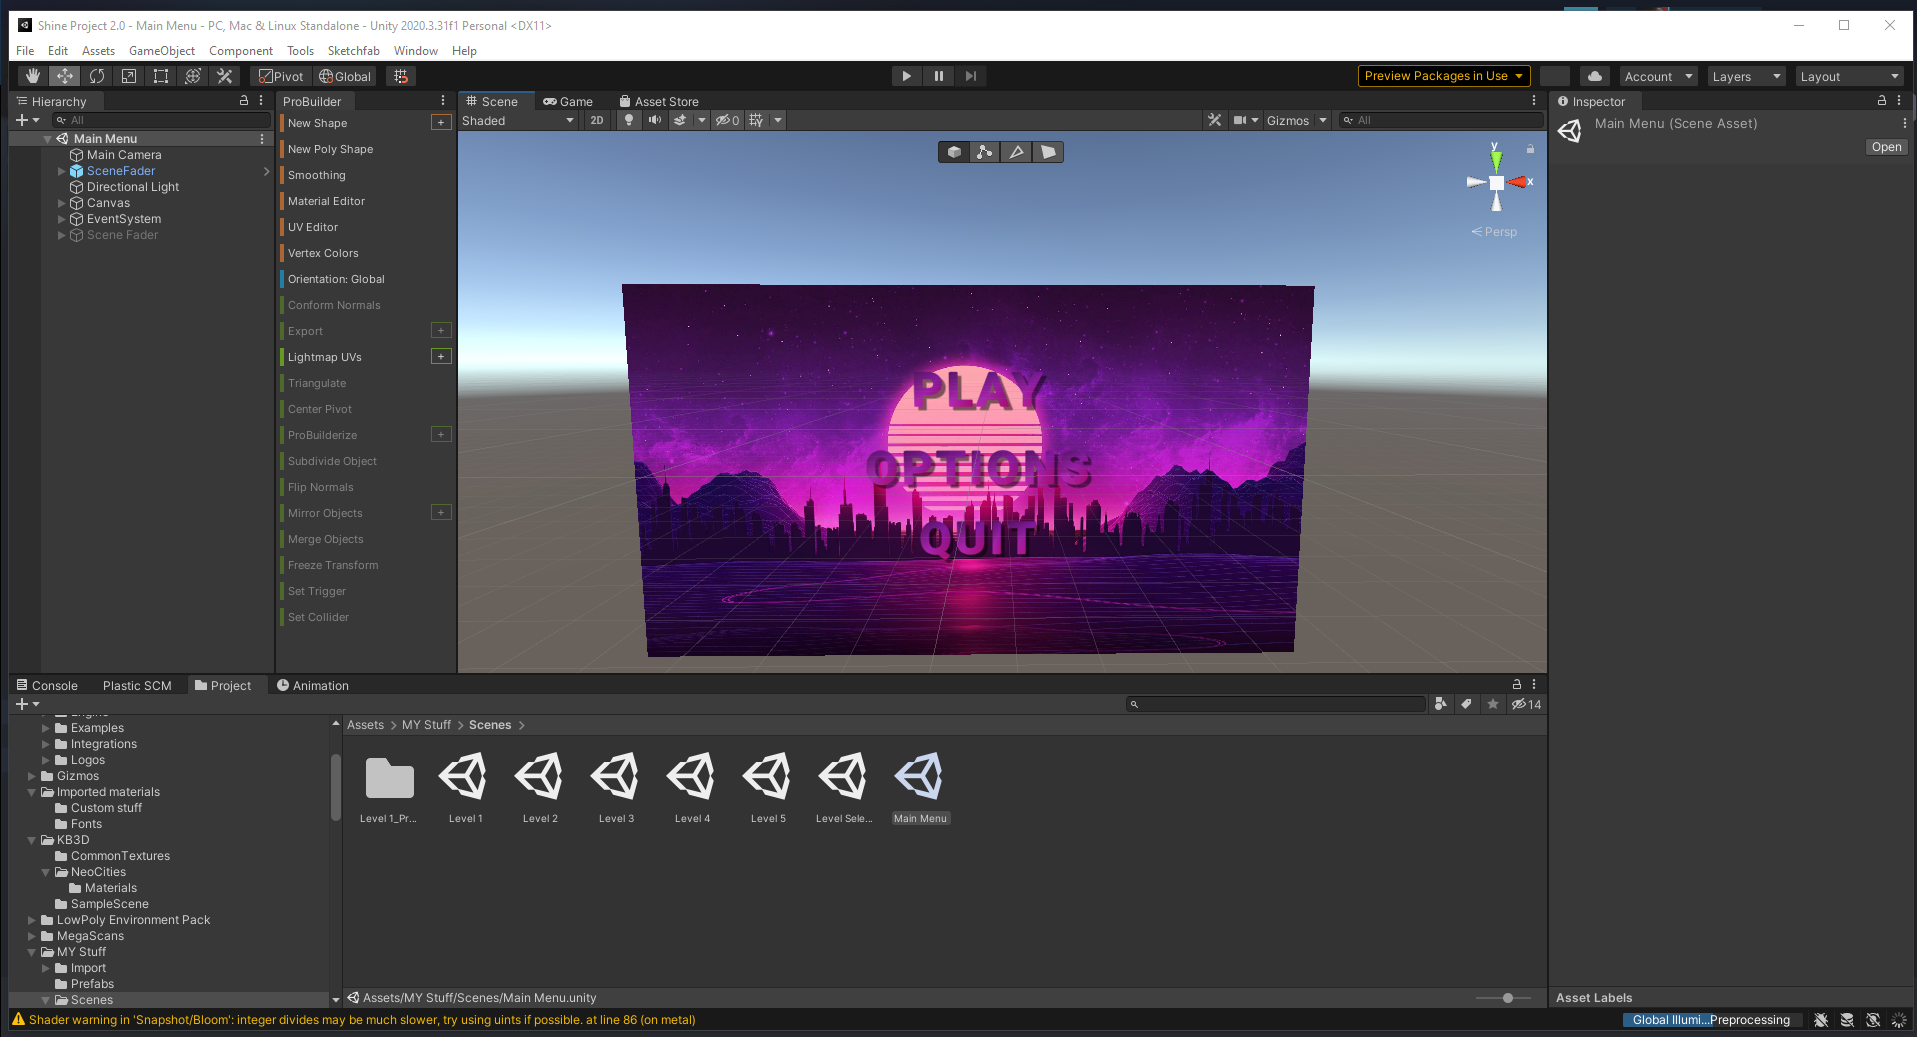 Shine Project 2.0 - Main Menu - PC, Mac & Linux Standalone - Unity 2020.3.31f1 Personal <DX11>
File Edit Assets GameObject Component Tools Sketchfab Window Help
Pivot Global Preview Packages in Use Account Layers Layout
Hierarchy ProBuilder Scene Game Asset Store Inspector
All Shaded 2D 0 Gizmos All
Main Menu
Main Camera
SceneFader
Directional Light
Canvas
EventSystem
Scene Fader
New Shape
New Poly Shape
Smoothing
Material Editor
UV Editor
Vertex Colors
Orientation: Global
Conform Normals
Export
Lightmap UVs
Triangulate
Center Pivot
ProBuilderize
Subdivide Object
Flip Normals
Mirror Objects
Merge Objects
Freeze Transform
Set Trigger
Set Collider
y
x
Persp
PLAY
OPTIONS
QUIT
Main Menu (Scene Asset)
Open
Console Plastic SCM Project Animation
14
Engine
Examples
Integrations
Logos
Gizmos
Imported materials
Custom stuff
Fonts
KB3D
CommonTextures
NeoCities
Materials
SampleScene
LowPoly Environment Pack
MegaScans
MY Stuff
Import
Prefabs
Scenes
Assets > MY Stuff > Scenes >
Level 1_Pr... Level 1 Level 2 Level 3 Level 4 Level 5 Level Sele... Main Menu
Assets/MY Stuff/Scenes/Main Menu.unity
Asset Labels
Shader warning in 'Snapshot/Bloom': integer divides may be much slower, try using uints if possible. at line 86 (on metal)
Global Illumi...Preprocessing